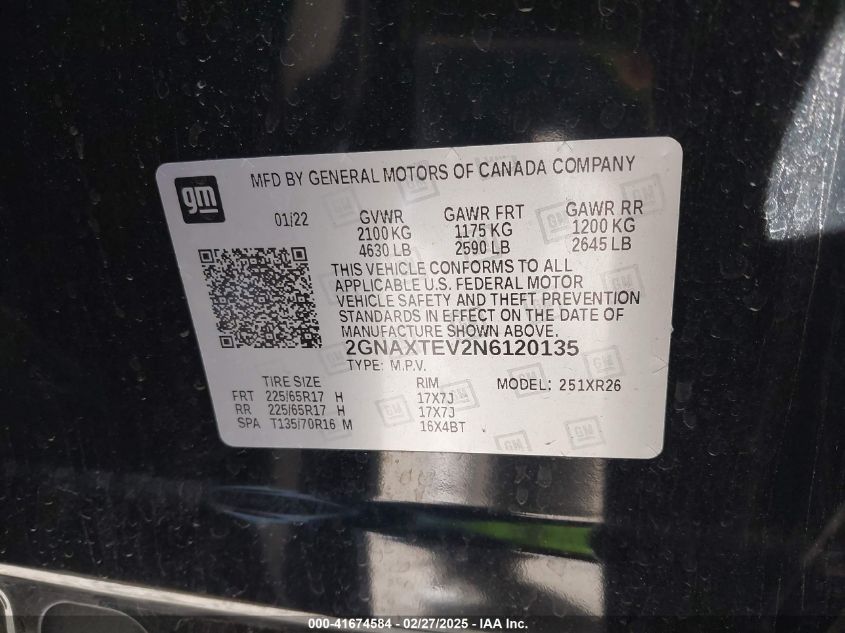 gm
MFD BY GENERAL MOTORS OF CANADA COMPANY
01/22 GVWR GAWR FRT GAWR RR
2100 KG 1175 KG 1200 KG
4630 LB 2590 LB 2645 LB
THIS VEHICLE CONFORMS TO ALL
APPLICABLE U.S. FEDERAL MOTOR
VEHICLE SAFETY AND THEFT PREVENTION
STANDARDS IN EFFECT ON THE DATE OF
MANUFACTURE SHOWN ABOVE.
2GNAXTEV2N6120135
TYPE: M.P.V.
TIRE SIZE RIM MODEL: 251XR26
FRT 225/65R17 H 17X7J
RR 225/65R17 H 17X7J
SPA T135/70R16 M 16X4BT
000-41674584 - 02/27/2025 - IAA Holdings, LLC.